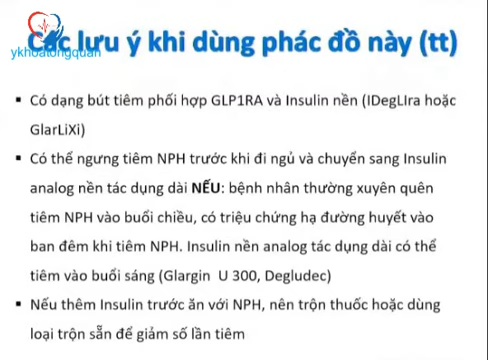 Các lưu ý khi dùng phác đồ này (tt)
ykhoatongquan
▪ Có dạng bút tiêm phối hợp GLP1RA và Insulin nền (IDegLIra hoặc
GlarLiXi)
▪ Có thể ngưng tiêm NPH trước khi đi ngủ và chuyển sang Insulin
analog nền tác dụng dài NẾU: bệnh nhân thường xuyên quên
tiêm NPH vào buổi chiều, có triệu chứng hạ đường huyết vào
ban đêm khi tiêm NPH. Insulin nền analog tác dụng dài có thể
tiêm vào buổi sáng (Glargin U 300, Degludec)
▪ Nếu thêm Insulin trước ăn với NPH, nên trộn thuốc hoặc dùng
loại trộn sẵn để giảm số lần tiêm